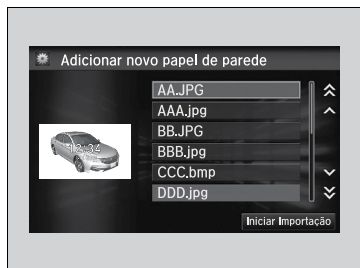 Adicionar novo papel de parede
AA.JPG
AAA.jpg
BB.JPG
BBB.jpg
12:34
CCC.bmp
DDD.jpg
Iniciar Importação